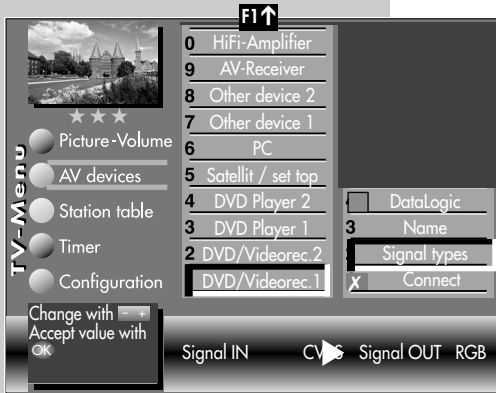 F1↑
TV-Menu
Picture-Volume
AV devices
Station table
Timer
Configuration
0 HiFi-Amplifier
9 AV-Receiver
8 Other device 2
7 Other device 1
6 PC
5 Satellit / set top
4 DVD Player 2
3 DVD Player 1
2 DVD/Videorec.2
DVD/Videorec.1
DataLogic
3 Name
Signal types
X Connect
Change with - +
Accept value with
OK
Signal IN
Signal OUT RGB